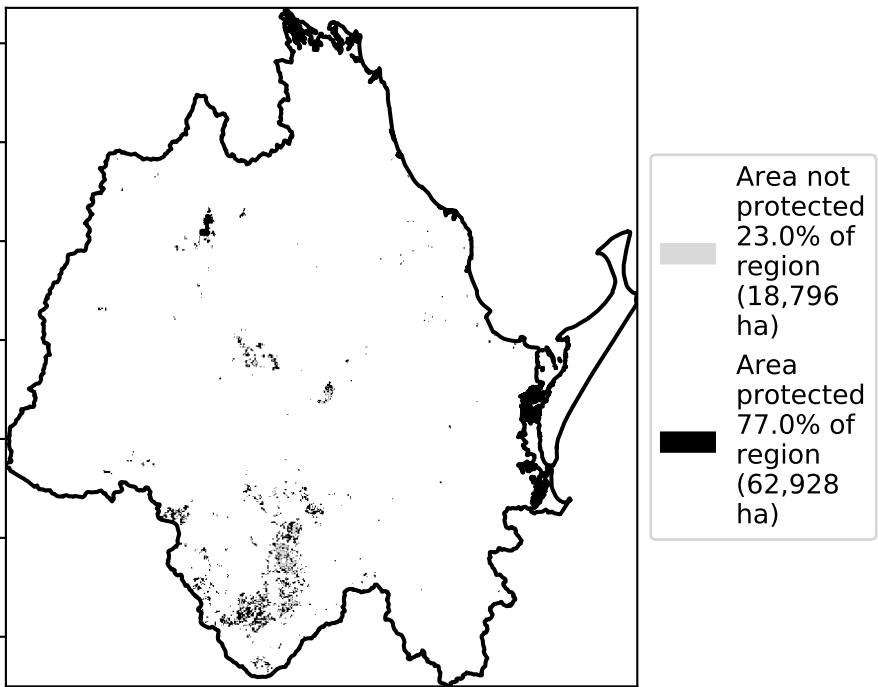 Area not
protected
23.0% of
region
(18,796
ha)
Area
protected
77.0% of
region
(62,928
ha)